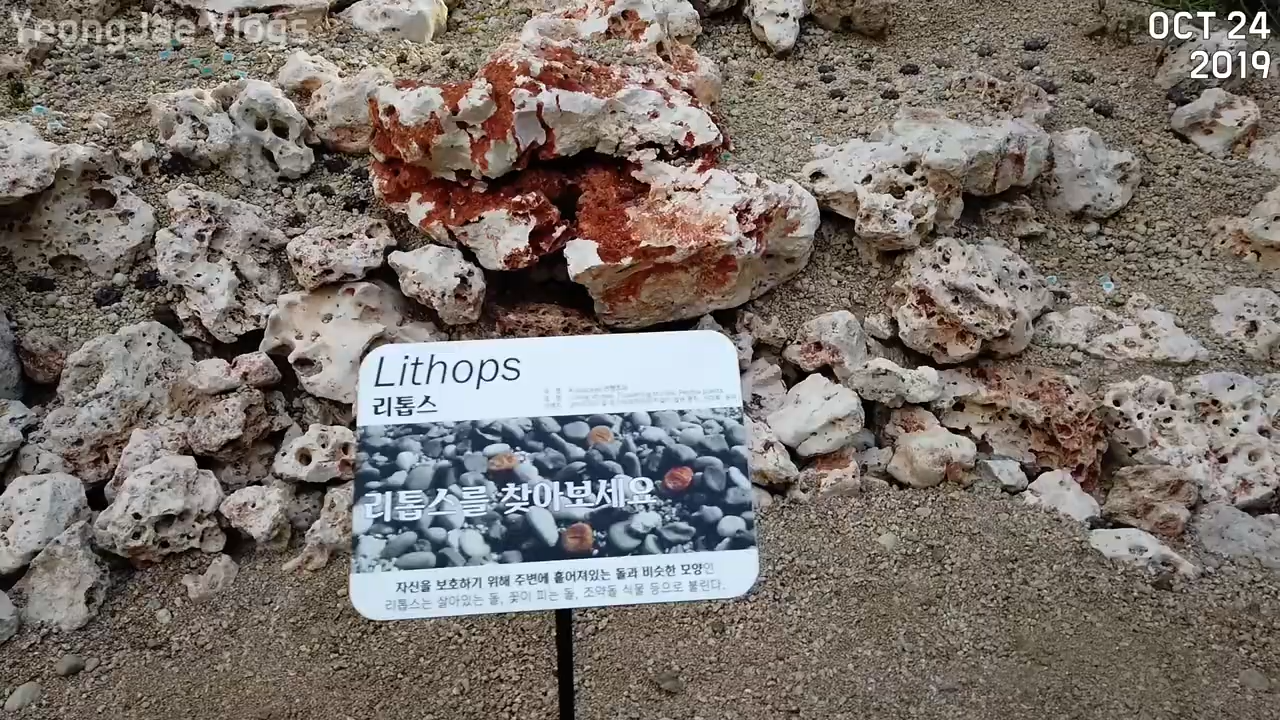 YeongJae Vlogs
OCT 24
2019
Lithops
리톱스
리톱스를 찾아보세요
자신을 보호하기 위해 주변에 흩어져있는 돌과 비슷한 모양인
리톱스는 살아있는 돌, 꽃이 피는 돌, 조약돌 식물 등으로 불린다.